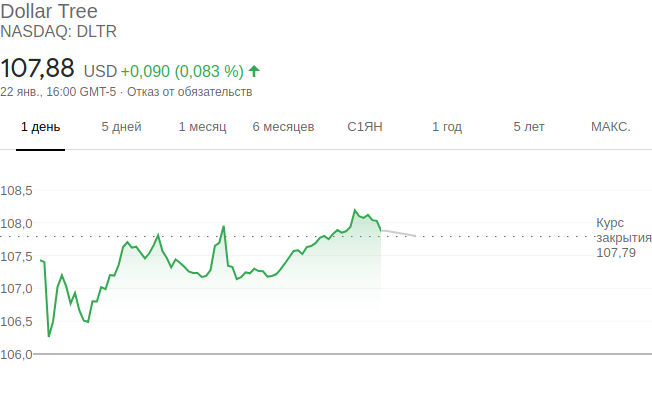 Dollar Tree
NASDAQ: DLTR
107,88 USD +0,090 (0,083 %)
22 янв., 16:00 GMT-5 · Отказ от обязательств
1 день 5 дней 1 месяц 6 месяцев С1ЯН 1 год 5 лет МАКС.
108,5
108,0
107,5
107,0
106,5
106,0
Курс
закрытия
107,79